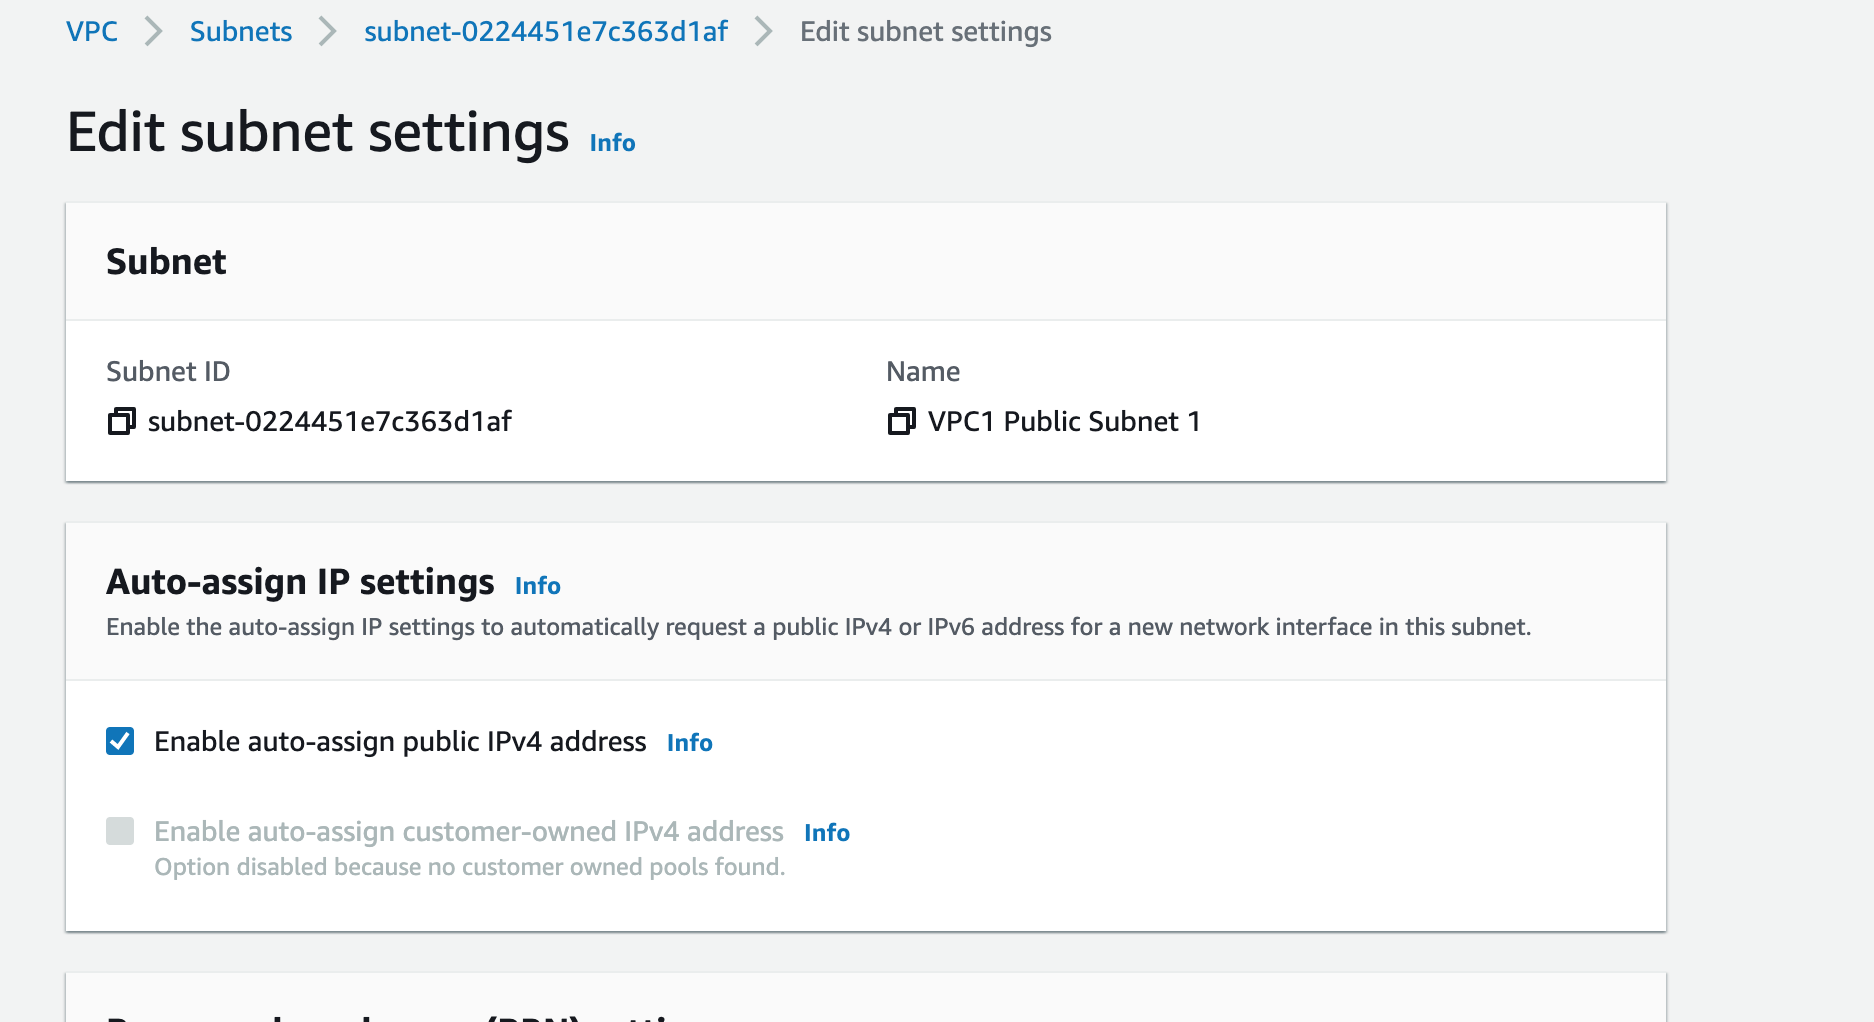 VPC > Subnets > subnet-0224451e7c363d1af > Edit subnet settings
Edit subnet settings Info
Subnet
Subnet ID Name
subnet-0224451e7c363d1af VPC1 Public Subnet 1
Auto-assign IP settings Info
Enable the auto-assign IP settings to automatically request a public IPv4 or IPv6 address for a new network interface in this subnet.
Enable auto-assign public IPv4 address Info
Enable auto-assign customer-owned IPv4 address Info
Option disabled because no customer owned pools found.